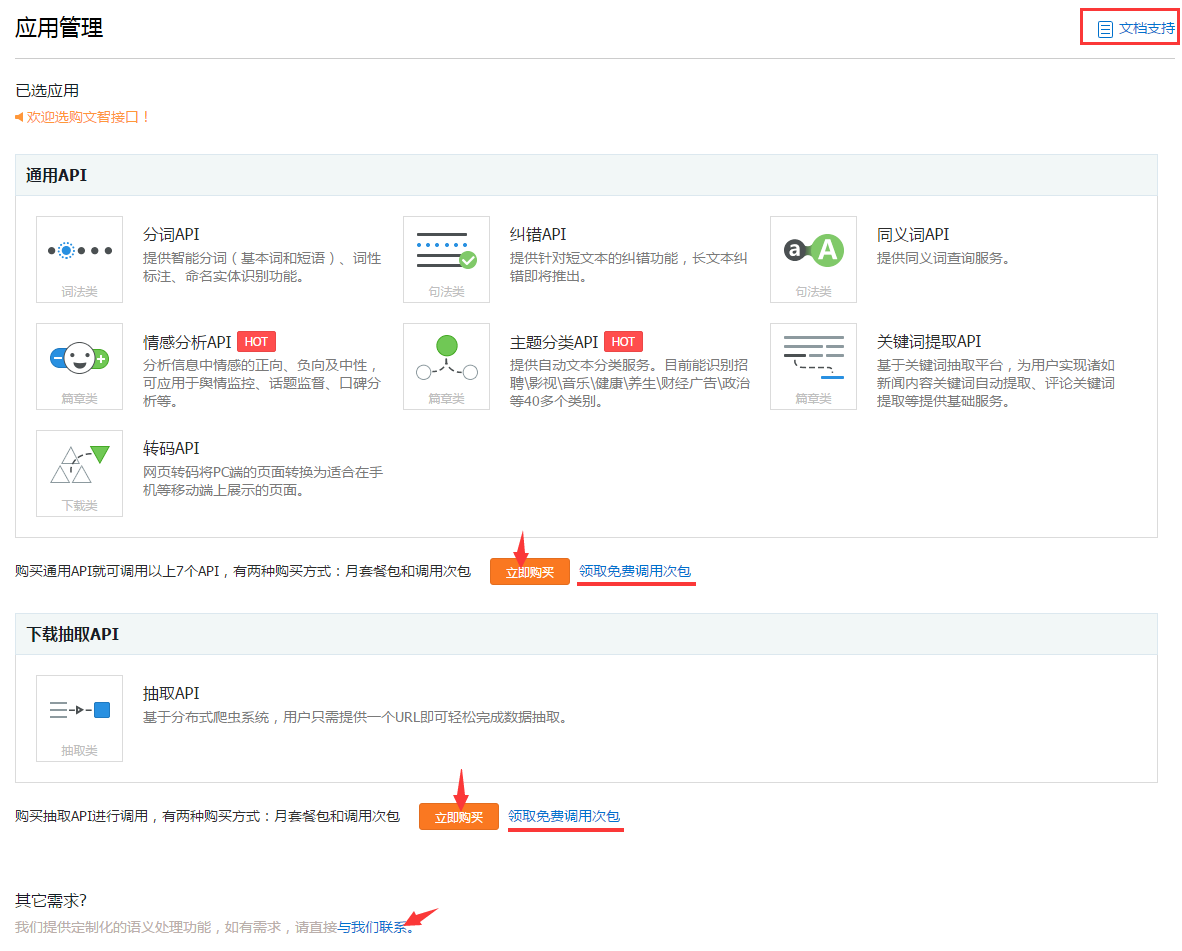 应用管理
文档支持
已选应用
欢迎选购文智接口！
通用API
分词API
提供智能分词（基本词和短语）、词性
标注、命名实体识别功能。
词法类
纠错API
提供针对短文本的纠错功能，长文本纠
错即将推出。
句法类
同义词API
提供同义词查询服务。
a A
句法类
情感分析API HOT
分析信息中情感的正向、负向及中性，
可应用于舆情监控、话题监督、口碑分
析等。
篇章类
主题分类API HOT
提供自动文本分类服务。目前能识别招
聘\影视\音乐\健康\养生\财经广告\政治
等40多个类别。
篇章类
关键词提取API
基于关键词抽取平台，为用户实现诸如
新闻内容关键词自动提取、评论关键词
提取等提供基础服务。
篇章类
转码API
网页转码将PC端的页面转换为适合在手
机等移动端上展示的页面。
下载类
购买通用API就可调用以上7个API，有两种购买方式：月套餐包和调用次包 立即购买 领取免费调用次包
下载抽取API
抽取API
基于分布式爬虫系统，用户只需提供一个URL即可轻松完成数据抽取。
抽取类
购买抽取API进行调用，有两种购买方式：月套餐包和调用次包 立即购买 领取免费调用次包
其它需求?
我们提供定制化的语义处理功能，如有需求，请直接与我们联系。